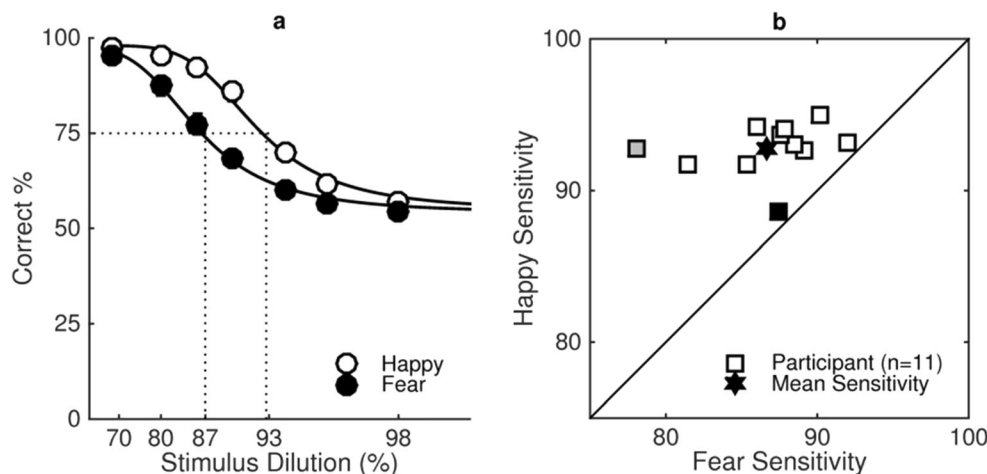 a
100
75
50
25
0
Correct %
70 80 87 93 98
Stimulus Dilution (%)
Happy
Fear
b
100
90
80
Happy Sensitivity
80 90 100
Fear Sensitivity
Participant (n=11)
Mean Sensitivity